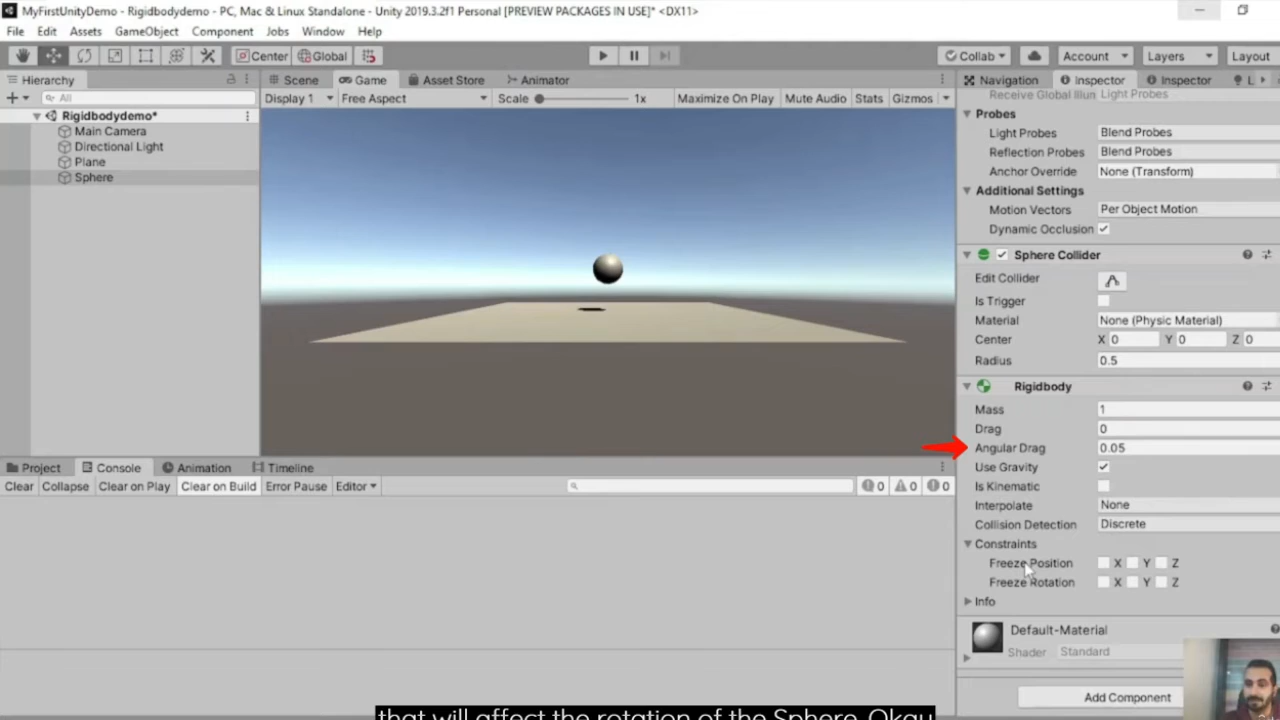 MyFirstUnityDemo - Rigidbodydemo - PC, Mac & Linux Standalone - Unity 2019.3.2f1 Personal [PREVIEW PACKAGES IN USE]* <DX11>
File Edit Assets GameObject Component Jobs Window Help
Center Global Collab Account Layers Layout
Hierarchy Scene Game Asset Store Animator Navigation Inspector Inspector L
All Display 1 Free Aspect Scale 1x Maximize On Play Mute Audio Stats Gizmos
Receive Global Illun Light Probes
Rigidbodydemo*
Main Camera
Directional Light
Plane
Sphere
Probes
Light Probes Blend Probes
Reflection Probes Blend Probes
Anchor Override None (Transform)
Additional Settings
Motion Vectors Per Object Motion
Dynamic Occlusion
Sphere Collider
Edit Collider
Is Trigger
Material None (Physic Material)
Center X 0 Y 0 Z 0
Radius 0.5
Rigidbody
Mass 1
Drag 0
Angular Drag 0.05
Use Gravity
Is Kinematic
Interpolate None
Collision Detection Discrete
Constraints
Freeze Position X Y Z
Freeze Rotation X Y Z
Info
Default-Material
Shader Standard
Add Component
Project Console Animation Timeline
Clear Collapse Clear on Play Clear on Build Error Pause Editor 0 0 0
that will affect the rotation of the Sphere. Okay